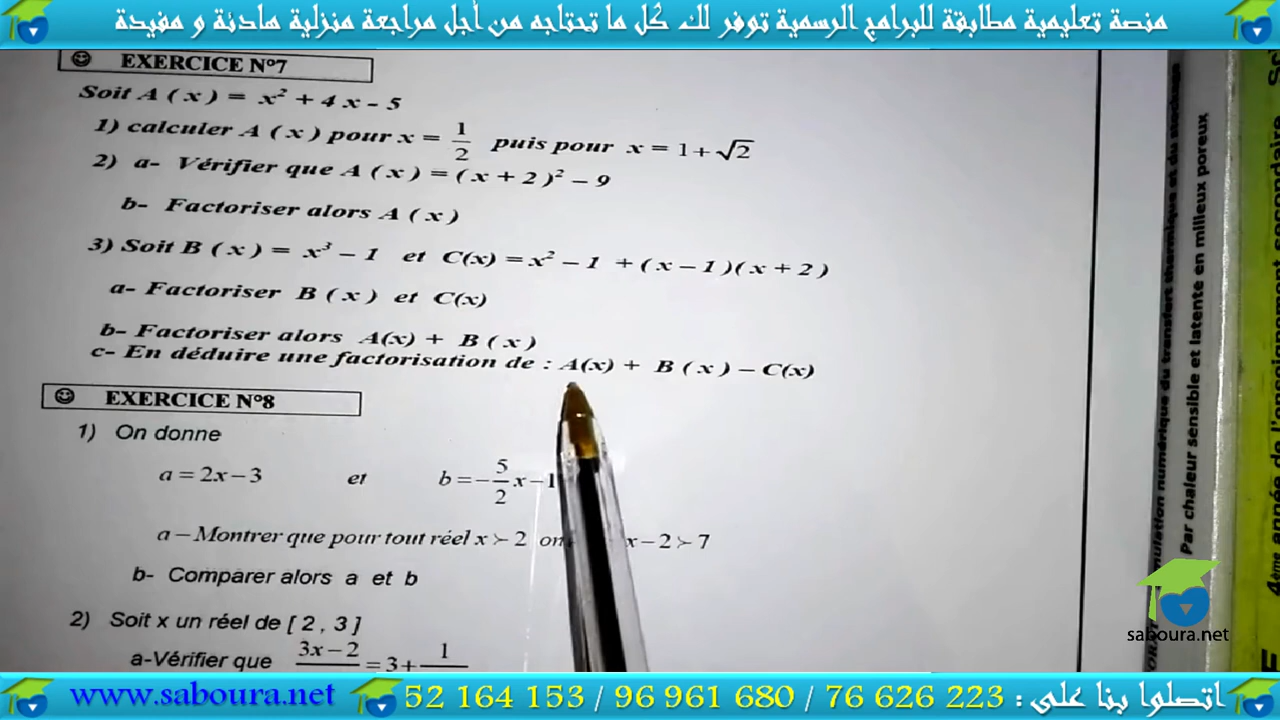 منصة تعليمية مطابقة للبرامج الرسمية توفر لك كل ما تحتاجه من أجل مراجعة منزلية هادئة و مفيدة
EXERCICE N°7
Soit A ( x ) = x² + 4 x - 5
1) calculer A ( x ) pour x = 1/2 puis pour x = 1 + √2
2) a- Vérifier que A ( x ) = ( x + 2 )² – 9
b- Factoriser alors A ( x )
3) Soit B ( x ) = x³ – 1 et C(x) = x² – 1 + ( x – 1 ) ( x + 2 )
a- Factoriser B ( x ) et C(x)
b- Factoriser alors A(x) + B ( x )
c- En déduire une factorisation de : A(x) + B ( x ) – C(x)
EXERCICE N°8
1) On donne
a = 2x – 3 et b = – 5/2 x – 1
a – Montrer que pour tout réel x ≻ 2 on x – 2 ≻ 7
b- Comparer alors a et b
2) Soit x un réel de [ 2 , 3 ]
a-Vérifier que 3x – 2 = 3 + 1
Par chaleur sensible et latente en milieux poreux
saboura.net
www.saboura.net 52 164 153 / 96 961 680 / 76 626 223 : اتصلوا بنا على